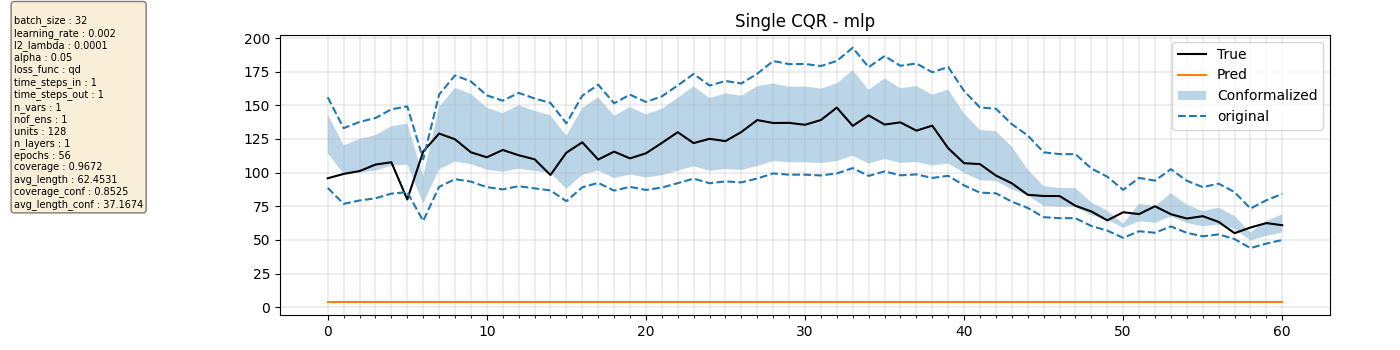 batch_size : 32
learning_rate : 0.002
l2_lambda : 0.0001
alpha : 0.05
loss_func : qd
time_steps_in : 1
time_steps_out : 1
n_vars : 1
nof_ens : 1
units : 128
n_layers : 1
epochs : 56
coverage : 0.9672
avg_length : 62.4531
coverage_conf : 0.8525
avg_length_conf : 37.1674
Single CQR - mlp
200
175
150
125
100
75
50
25
0
True
Pred
Conformalized
original
0 10 20 30 40 50 60